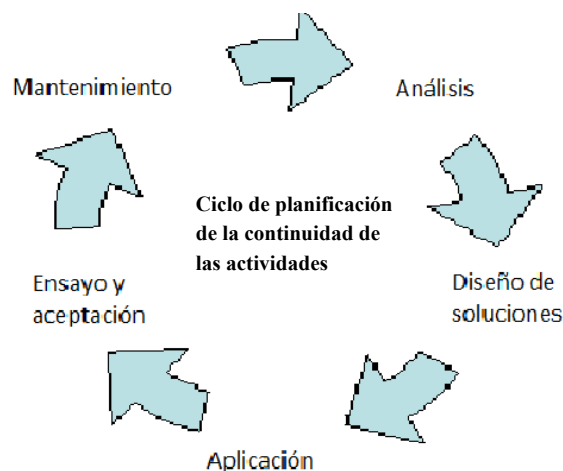 Mantenimiento
Análisis
Ciclo de planificación
de la continuidad de
las actividades
Ensayo y
aceptación
Diseño de
soluciones
Aplicación